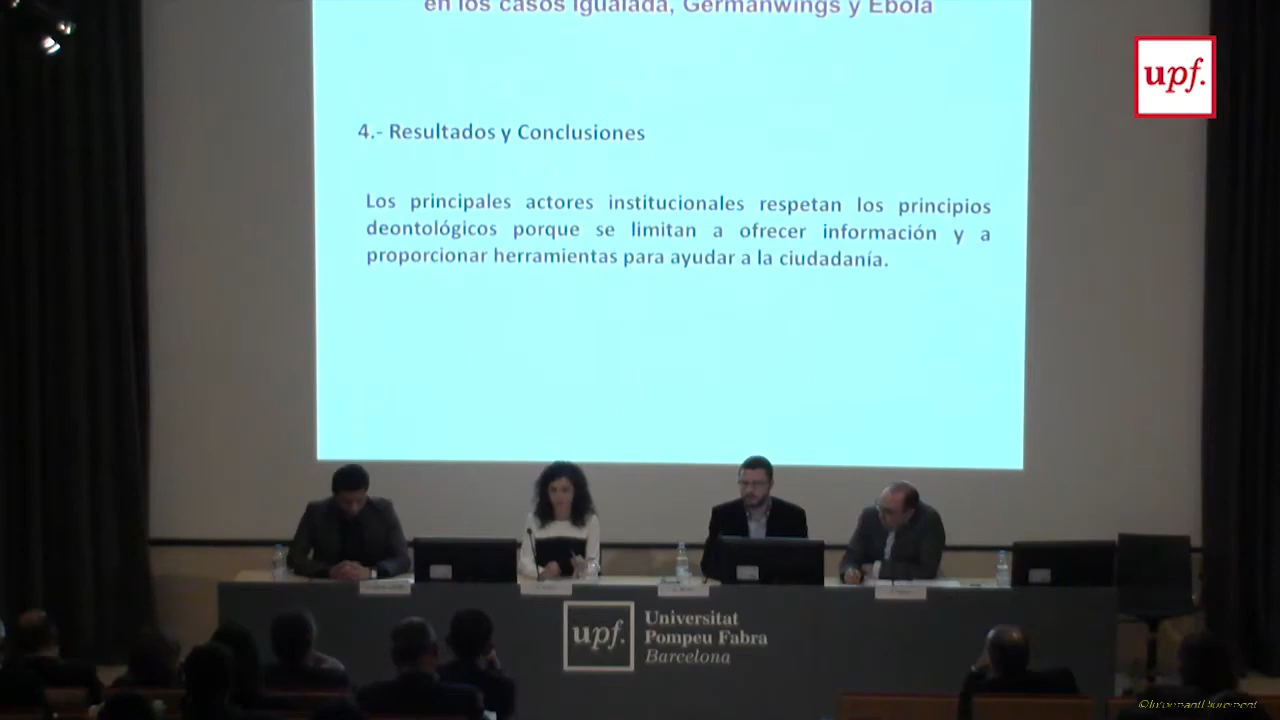 en los casos Igualada, Germanwings y Ébola
upf.
4.- Resultados y Conclusiones
Los principales actores institucionales respetan los principios
deontológicos porque se limitan a ofrecer información y a
proporcionar herramientas para ayudar a la ciudadanía.
upf.
Universitat
Pompeu Fabra
Barcelona